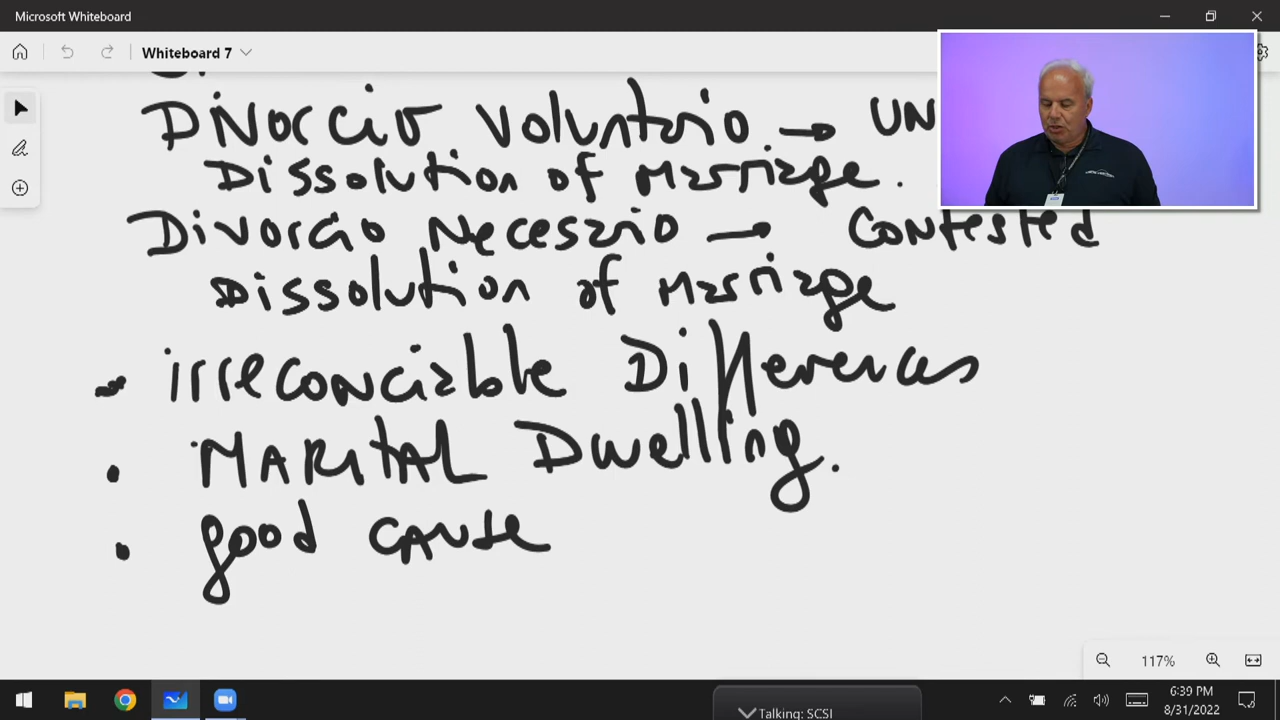 Microsoft Whiteboard
Whiteboard 7
Divorcio Voluntario → UN
Dissolution of Marriage.
Divorcio Necesario → Contested
Dissolution of Marriage
- irreconciable Differences
• MARITAL Dwelling.
• good cause
117%
6:39 PM
Talking: SCSI
8/31/2022